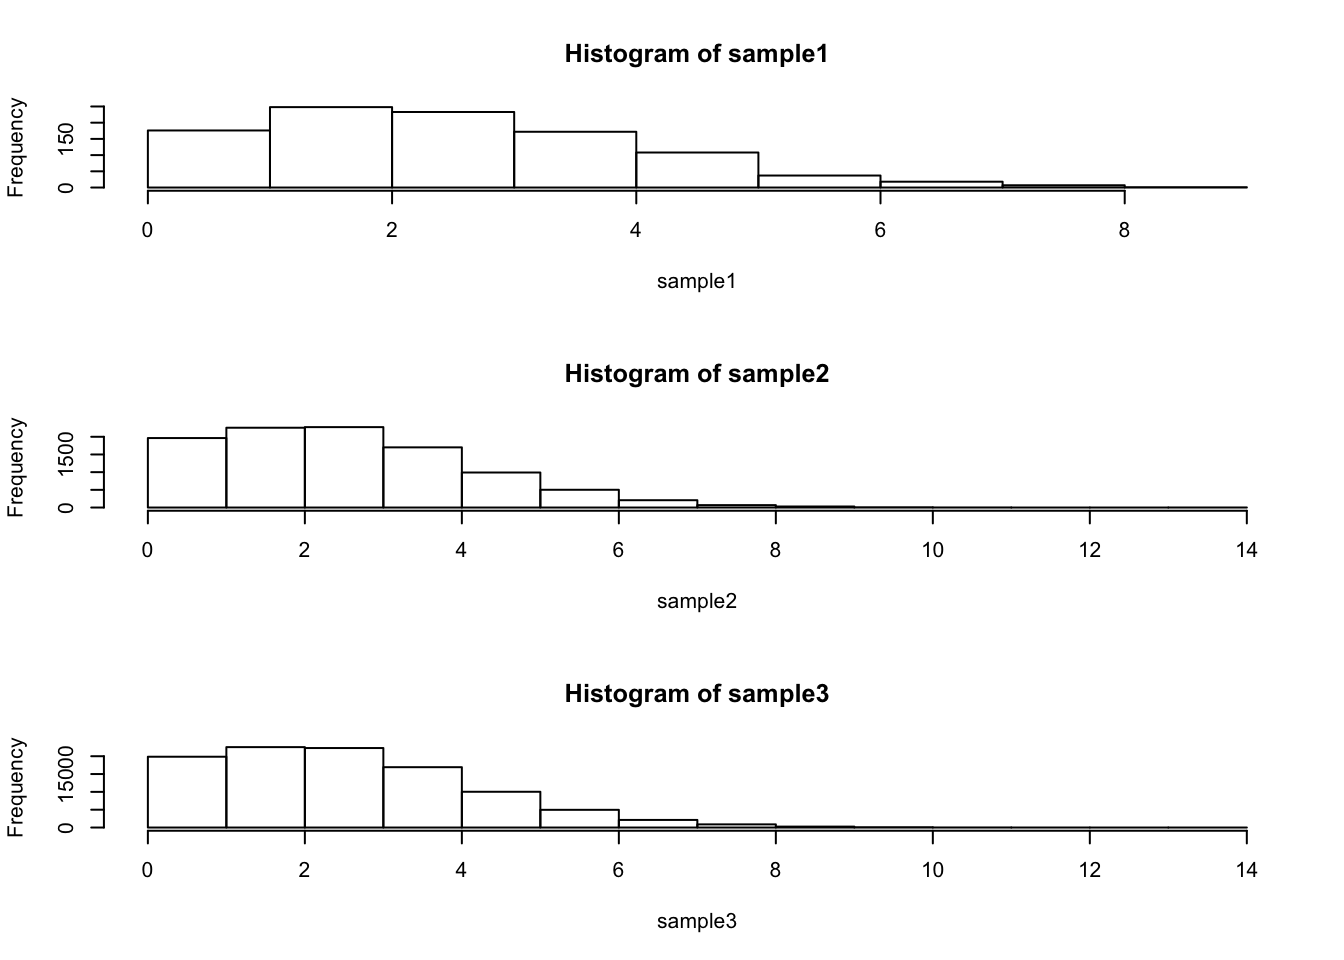 Histogram of sample1
Frequency
150
0
0 2 4 6 8
sample1
Histogram of sample2
Frequency
1500
0
0 2 4 6 8 10 12 14
sample2
Histogram of sample3
Frequency
15000
0
0 2 4 6 8 10 12 14
sample3